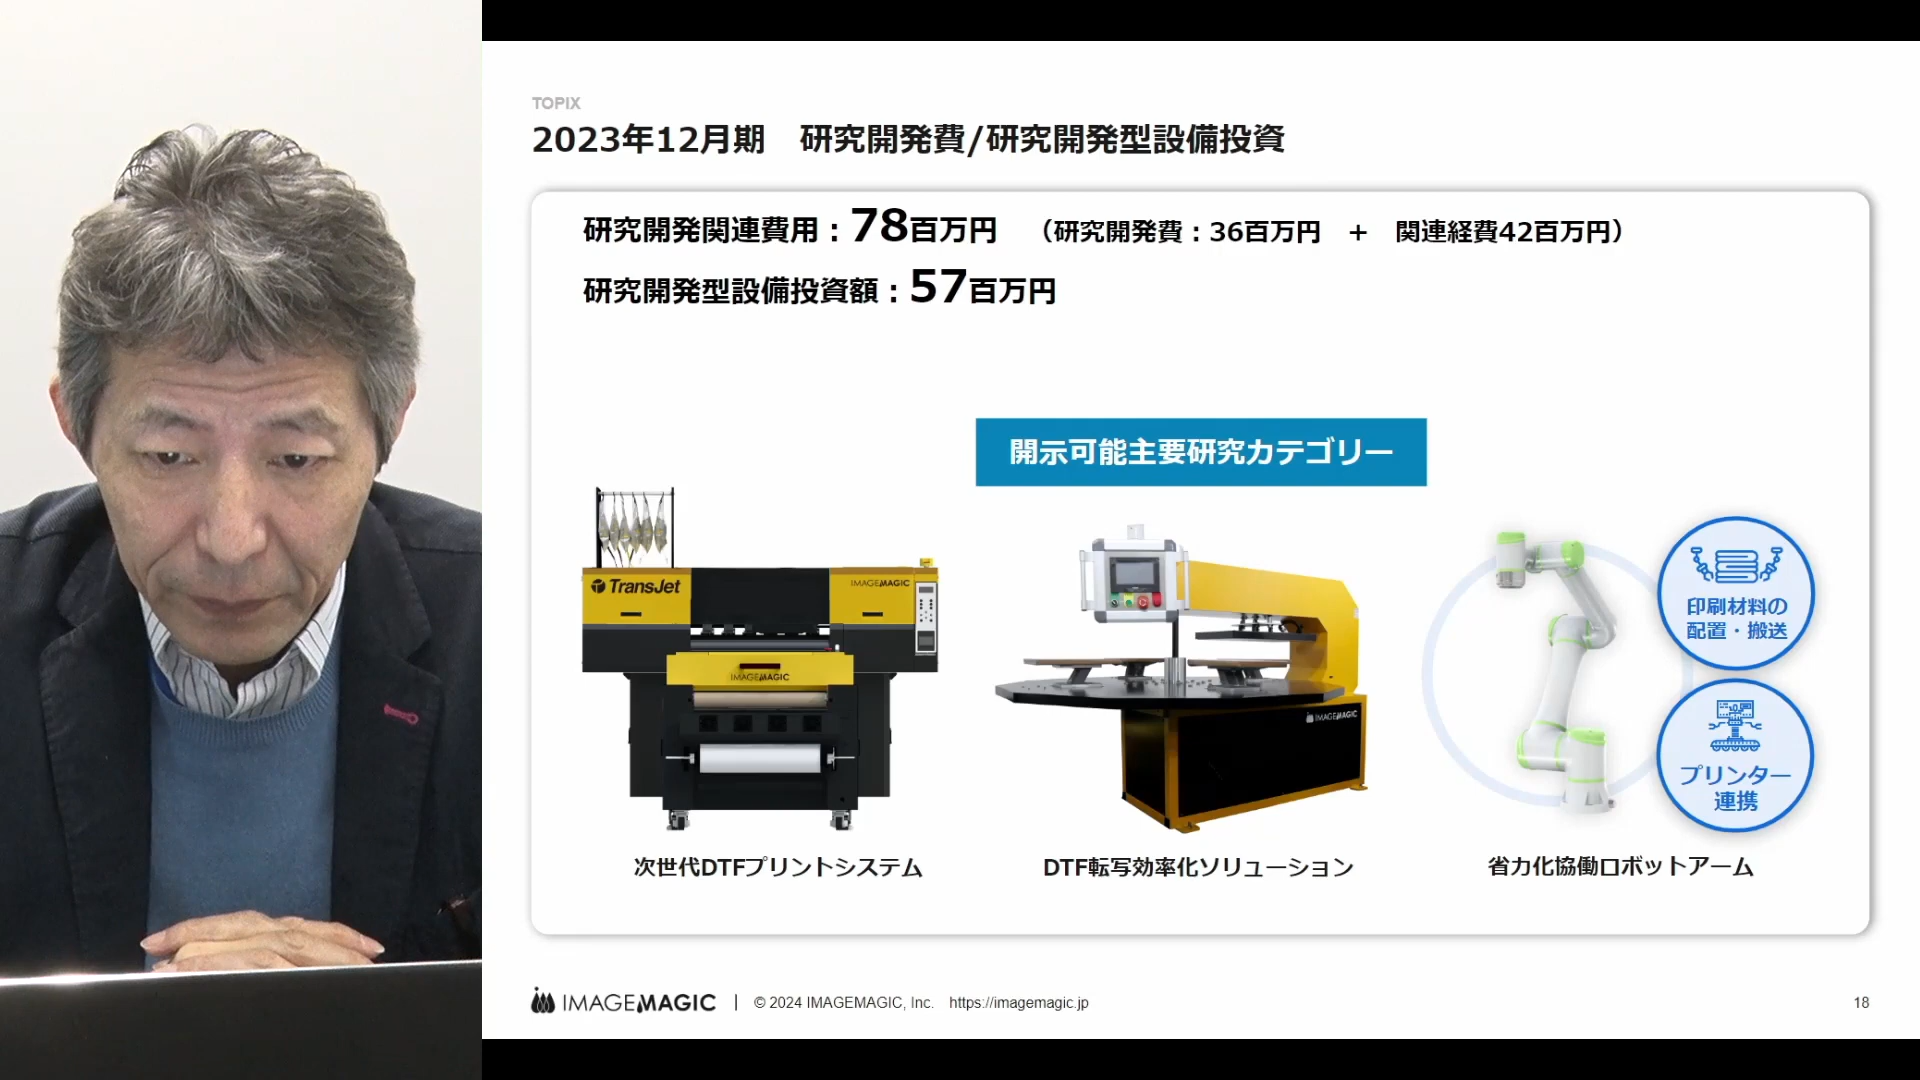 TOPIX
2023年12月期　研究開発費/研究開発型設備投資
研究開発関連費用：78百万円　（研究開発費：36百万円　+　関連経費42百万円）
研究開発型設備投資額：57百万円
開示可能主要研究カテゴリー
TransJet
IMAGEMAGIC
IMAGEMAGIC
IMAGEMAGIC
印刷材料の
配置・搬送
プリンター
連携
次世代DTFプリントシステム
DTF転写効率化ソリューション
省力化協働ロボットアーム
IMAGEMAGIC | © 2024 IMAGEMAGIC, Inc. https://imagemagic.jp
18